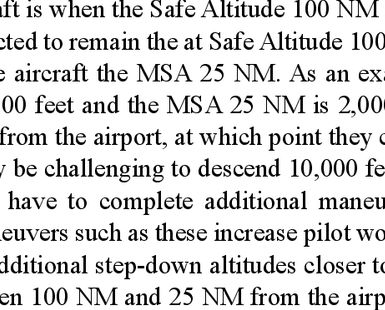 aft is when the Safe Altitude 100 NM
cted to remain the at Safe Altitude 100
e aircraft the MSA 25 NM. As an exa
00 feet and the MSA 25 NM is 2,000
from the airport, at which point they c
y be challenging to descend 10,000 fe
have to complete additional maneu
euvers such as these increase pilot wo
dditional step-down altitudes closer to
en 100 NM and 25 NM from the airp